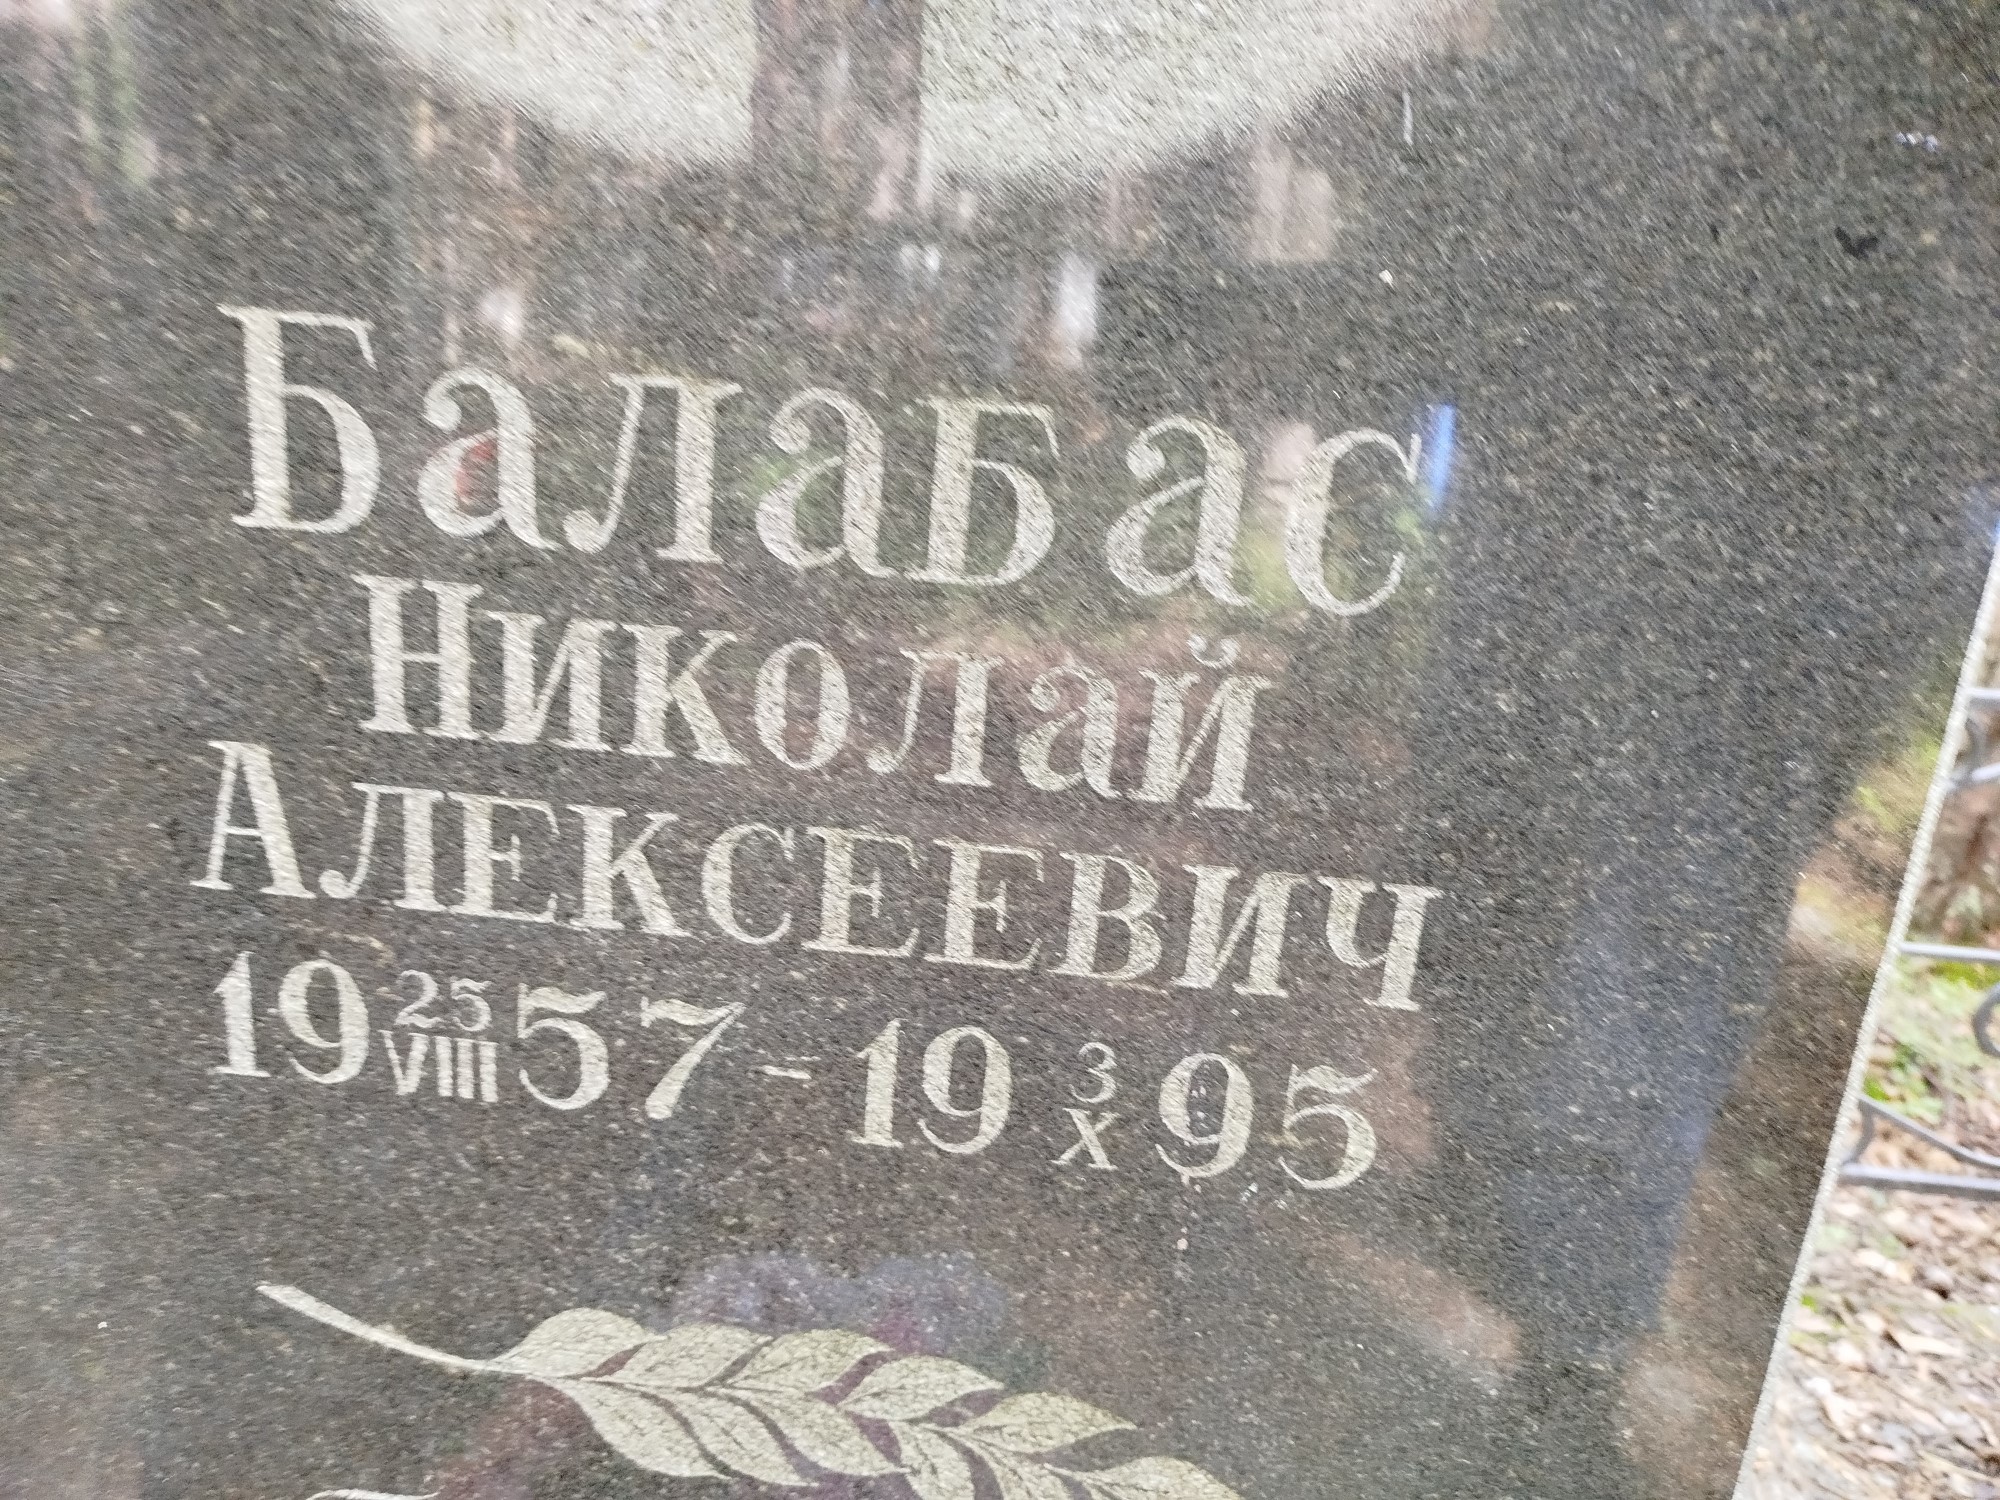 Балабас
Николай
Алексеевич
19 25/VIII 57 - 19 3/X 95